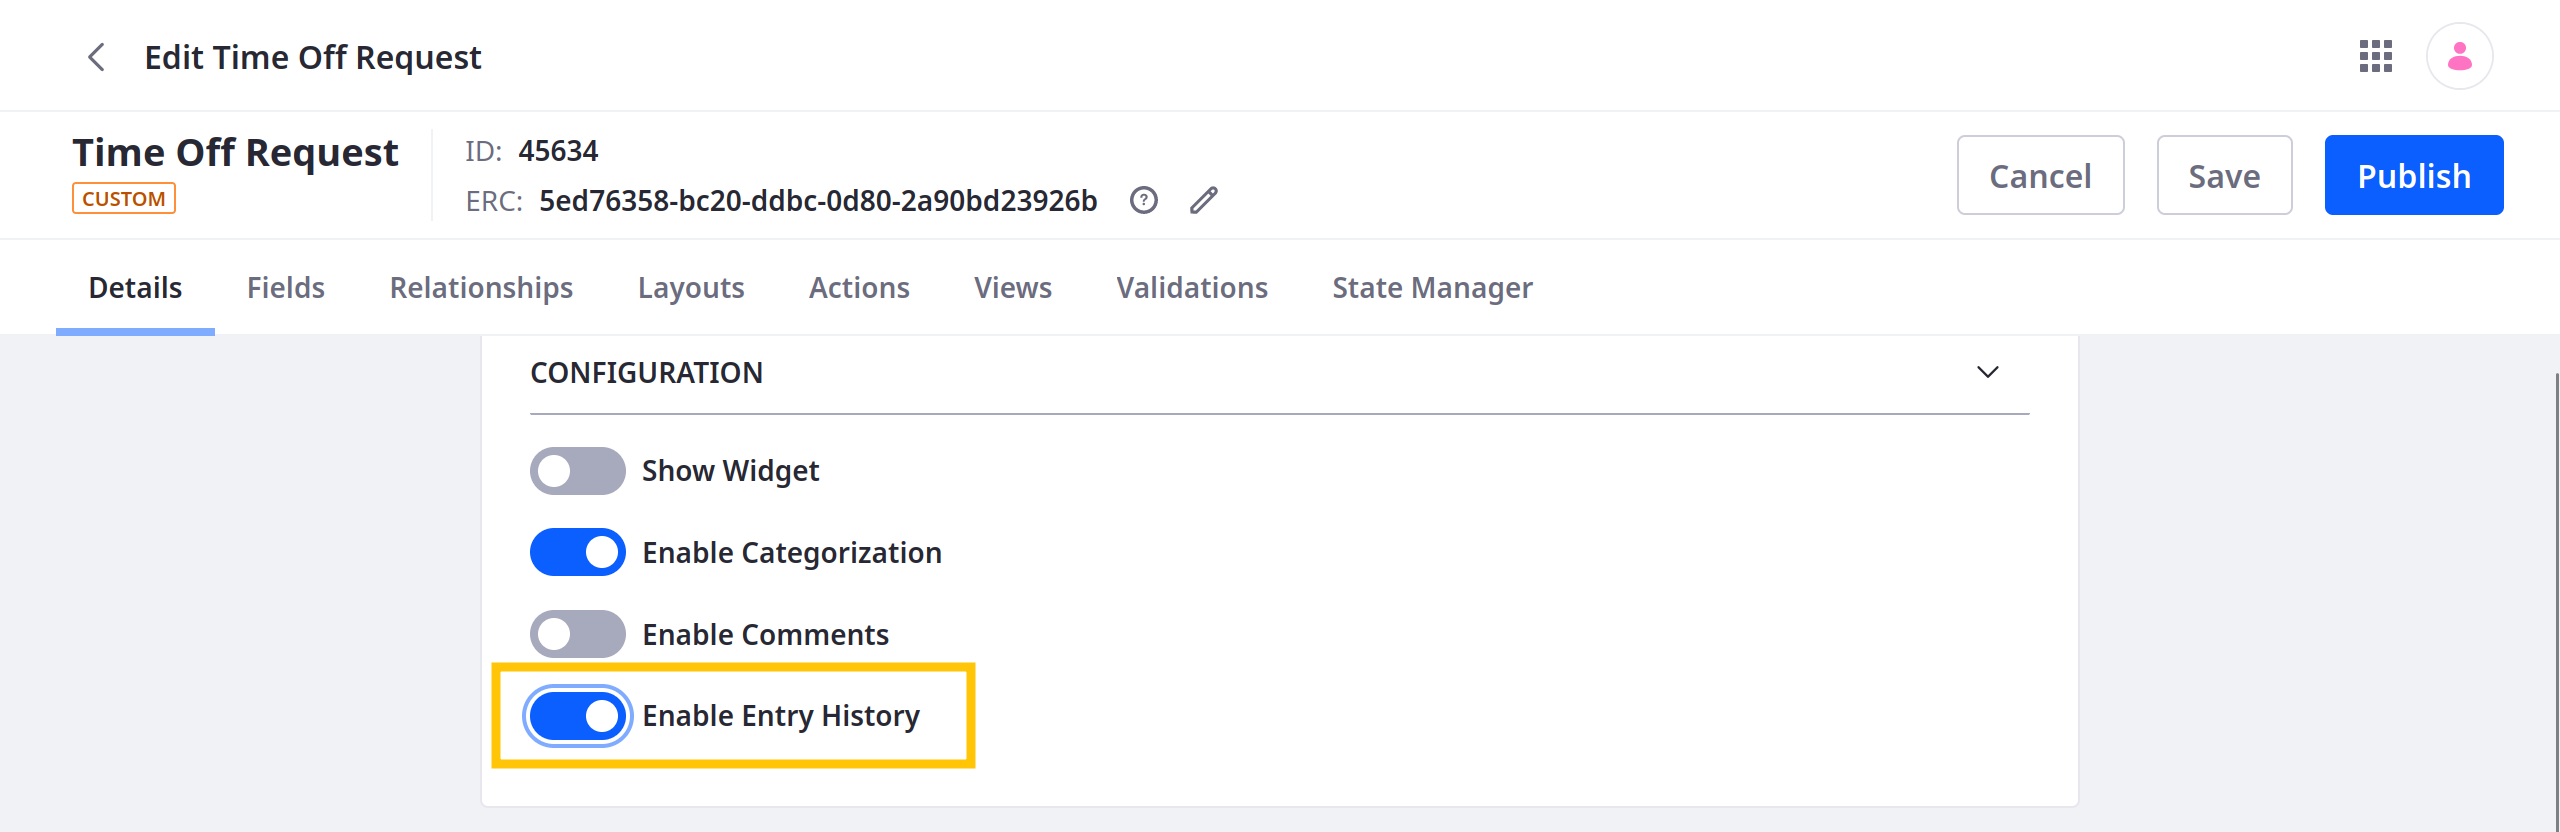 Edit Time Off Request
Time Off Request
CUSTOM
ID: 45634
ERC: 5ed76358-bc20-ddbc-0d80-2a90bd23926b
Cancel
Save
Publish
Details
Fields
Relationships
Layouts
Actions
Views
Validations
State Manager
CONFIGURATION
Show Widget
Enable Categorization
Enable Comments
Enable Entry History